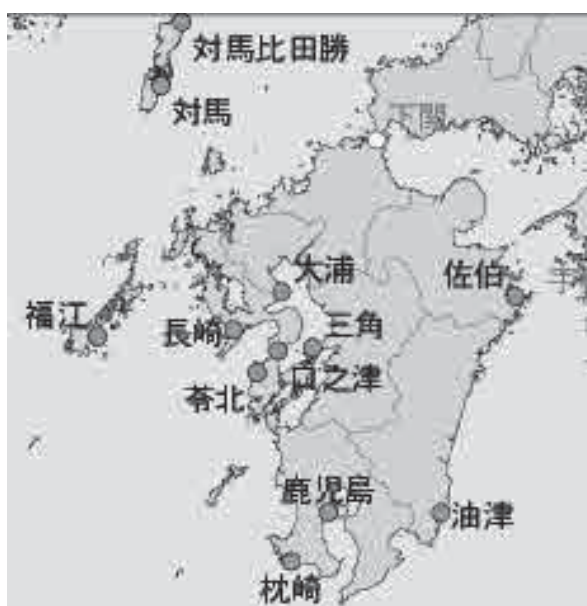 対馬比田勝
対馬
下関
大浦
佐伯
福江
長崎
三角
口之津
苓北
鹿児島
油津
枕崎